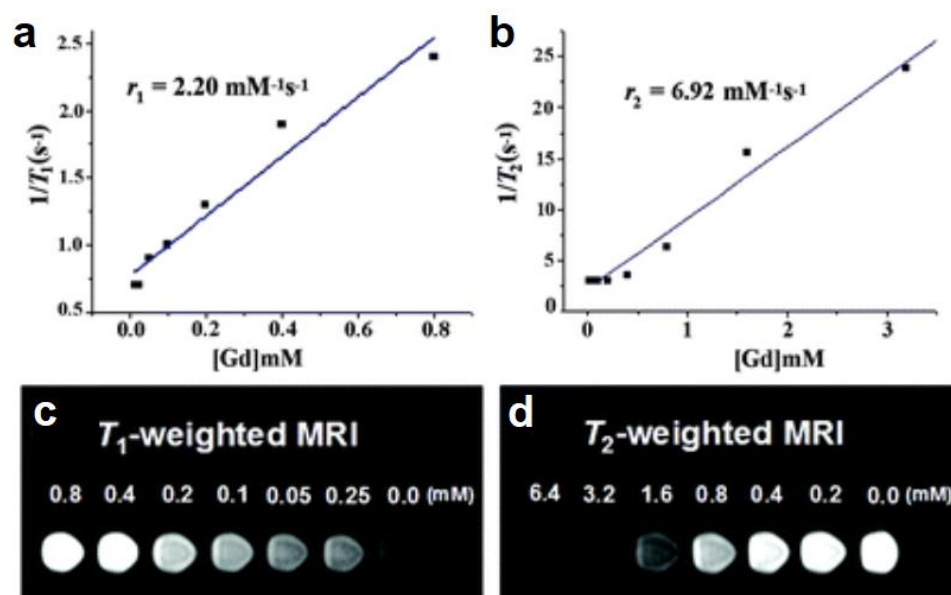 a
2.5
2.0
1.5
1.0
0.5
1/T₁(s⁻¹)
r₁ = 2.20 mM⁻¹s⁻¹
0.0 0.2 0.4 0.6 0.8
[Gd]mM
b
25
20
15
10
5
0
1/T₂(s⁻¹)
r₂ = 6.92 mM⁻¹s⁻¹
0 1 2 3
[Gd]mM
c
T₁-weighted MRI
0.8 0.4 0.2 0.1 0.05 0.25 0.0 (mM)
d
T₂-weighted MRI
6.4 3.2 1.6 0.8 0.4 0.2 0.0 (mM)